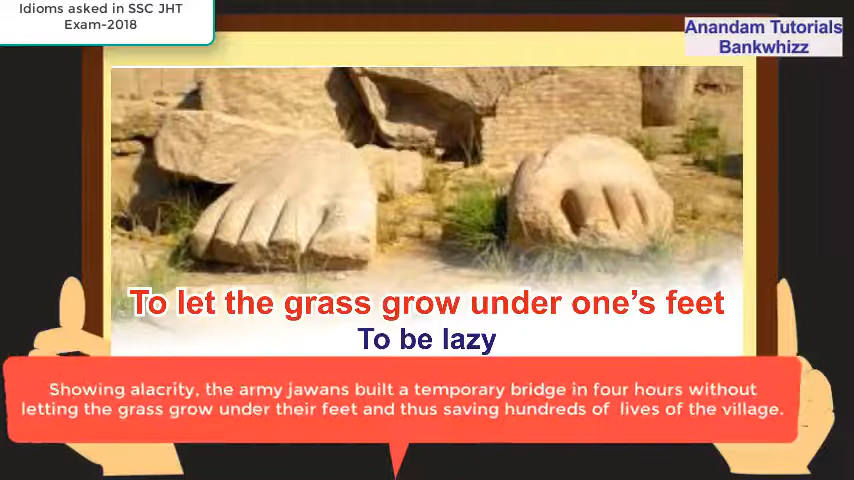 Idioms asked in SSC JHT
Exam-2018
Anandam Tutorials
Bankwhizz
To let the grass grow under one's feet
To be lazy
Showing alacrity, the army jawans built a temporary bridge in four hours without
letting the grass grow under their feet and thus saving hundreds of lives of the village.